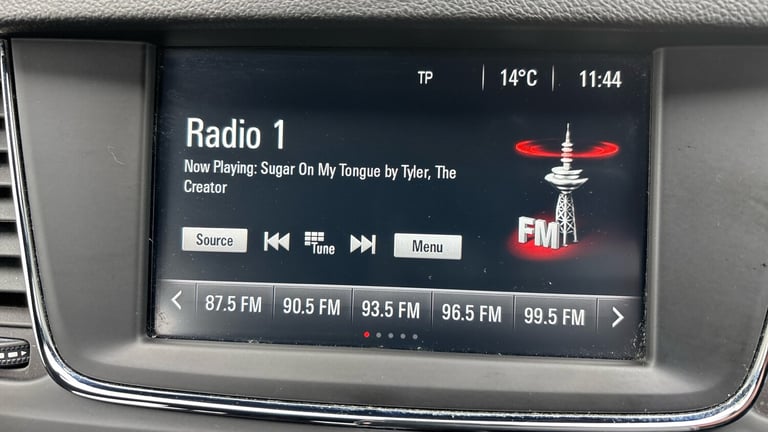 TP 14°C 11:44
Radio 1
Now Playing: Sugar On My Tongue by Tyler, The
Creator
FM
Source Tune Menu
87.5 FM 90.5 FM 93.5 FM 96.5 FM 99.5 FM